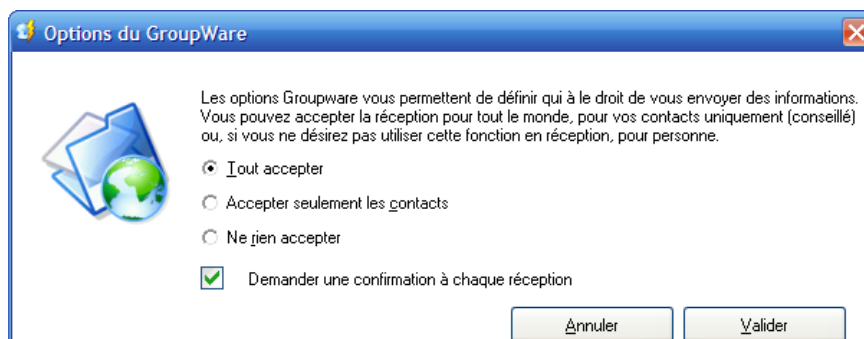 Options du GroupWare
Les options Groupware vous permettent de définir qui à le droit de vous envoyer des informations.
Vous pouvez accepter la réception pour tout le monde, pour vos contacts uniquement (conseillé)
ou, si vous ne désirez pas utiliser cette fonction en réception, pour personne.
Tout accepter
Accepter seulement les contacts
Ne rien accepter
Demander une confirmation à chaque réception
Annuler Valider